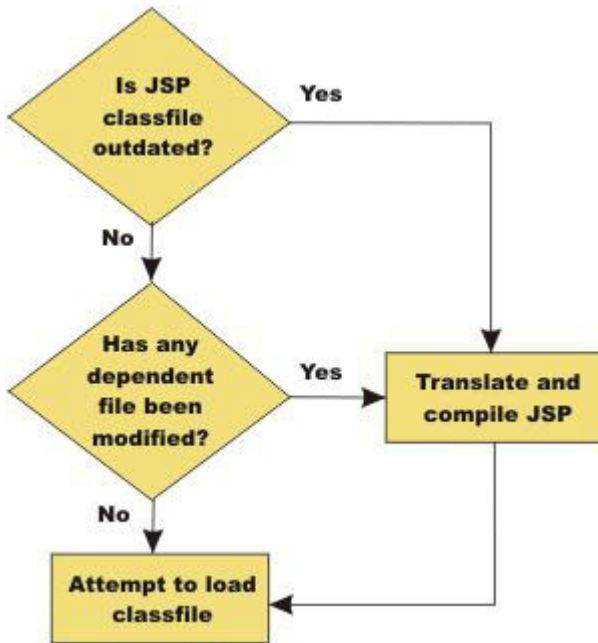 Is JSP
classfile
outdated?
Yes
No
Has any
dependent
file been
modified?
Yes
Translate and
compile JSP
No
Attempt to load
classfile